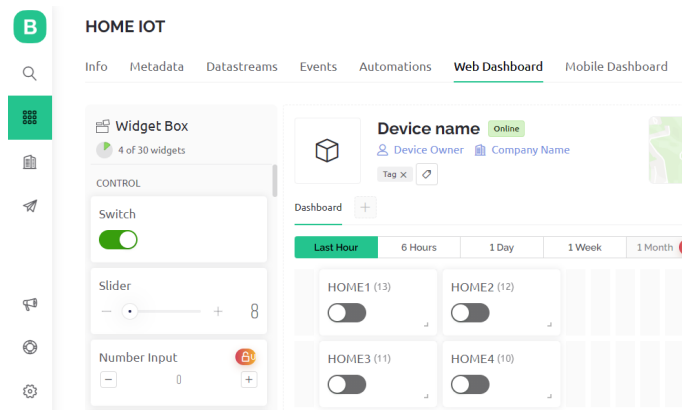 B
HOME IOT
Info Metadata Datastreams Events Automations Web Dashboard Mobile Dashboard
Widget Box
4 of 30 widgets
CONTROL
Switch
Slider
8
Number Input
0
Device name Online
Device Owner Company Name
Tag
Dashboard
Last Hour 6 Hours 1 Day 1 Week 1 Month
HOME1 (13) HOME2 (12)
HOME3 (11) HOME4 (10)